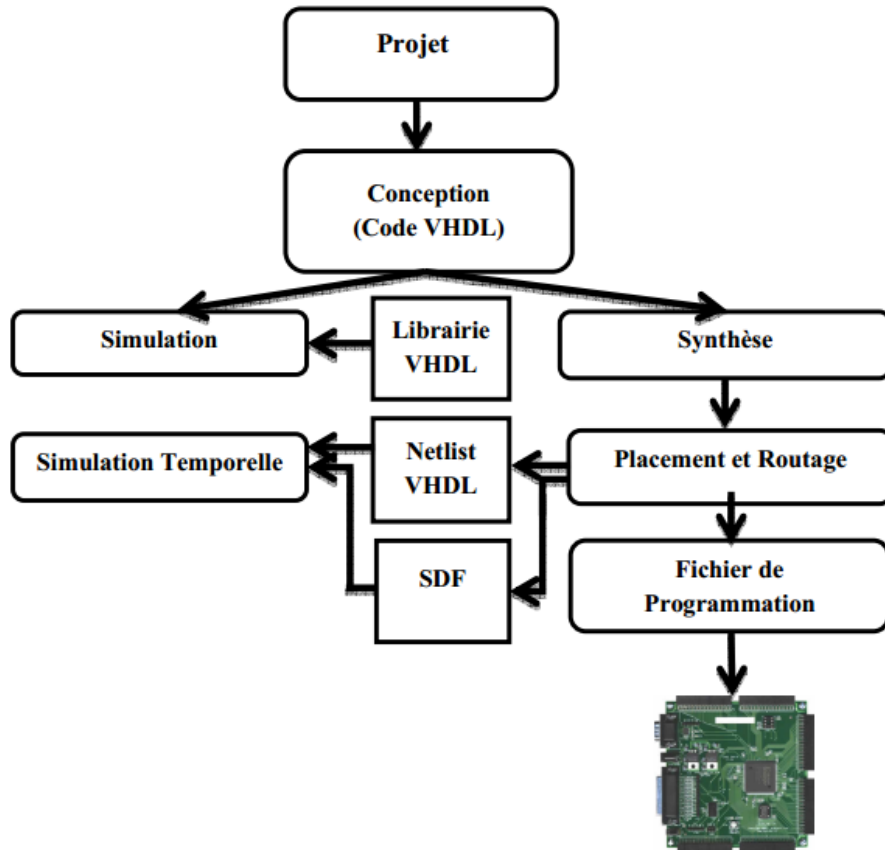 Projet
Conception
(Code VHDL)
Simulation
Librairie
VHDL
Synthèse
Simulation Temporelle
Netlist
VHDL
Placement et Routage
SDF
Fichier de
Programmation